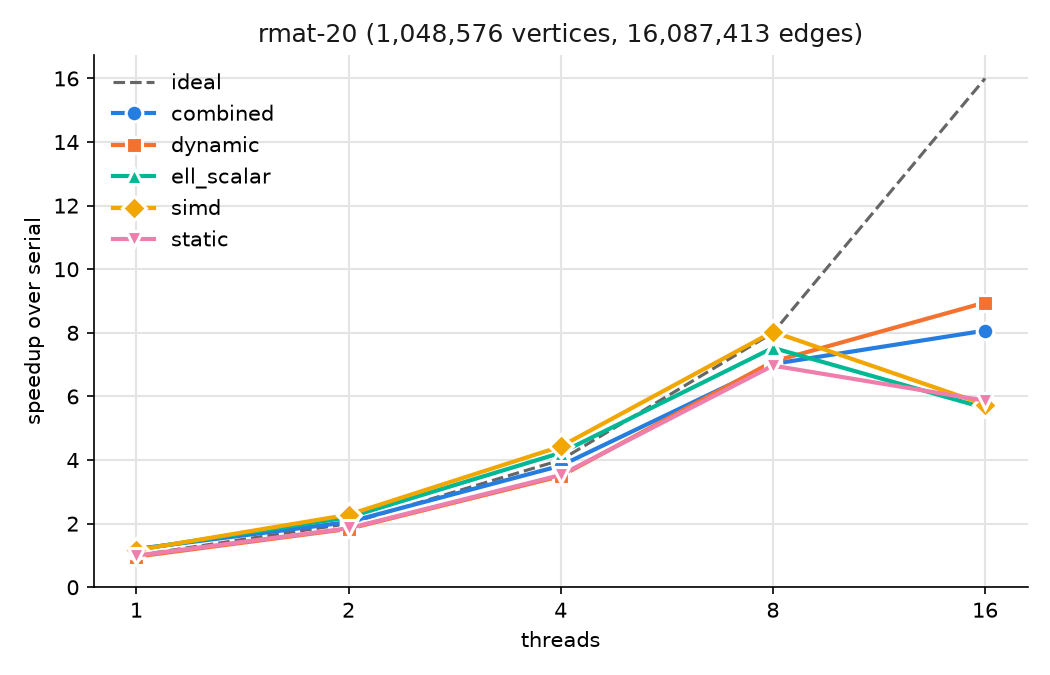 rmat-20 (1,048,576 vertices, 16,087,413 edges)
speedup over serial
16
14
12
10
8
6
4
2
0
ideal
combined
dynamic
ell_scalar
simd
static
1 2 4 8 16
threads